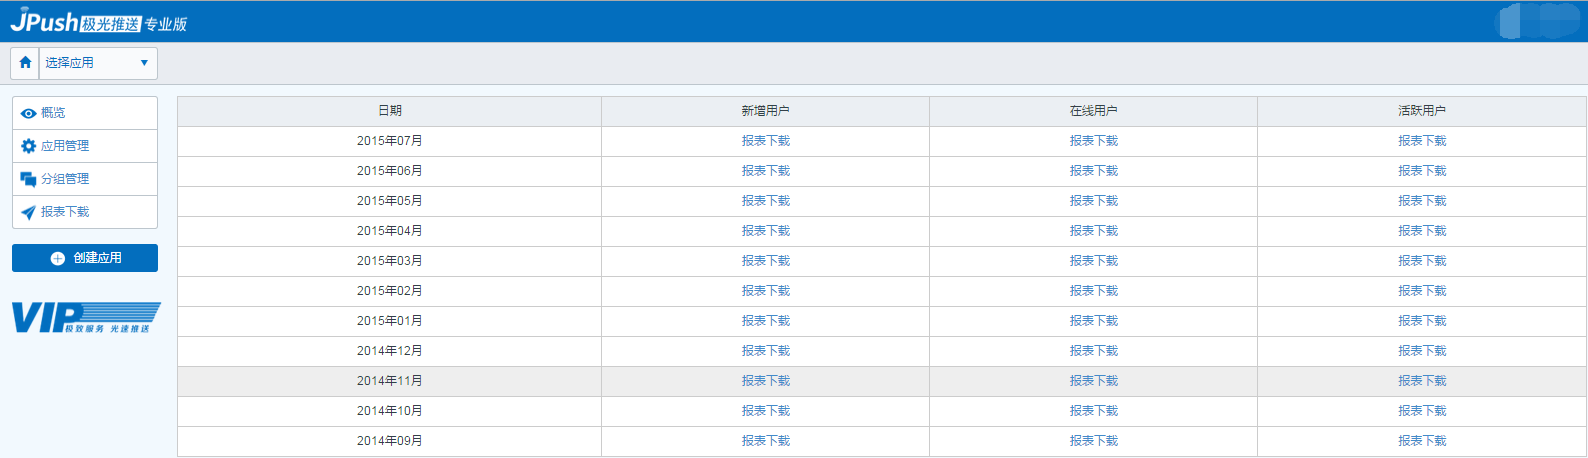 JPush极光推送 专业版
选择应用
概览
应用管理
分组管理
报表下载
创建应用
VIP 极致服务 光速推送
日期 新增用户 在线用户 活跃用户
2015年07月 报表下载 报表下载 报表下载
2015年06月 报表下载 报表下载 报表下载
2015年05月 报表下载 报表下载 报表下载
2015年04月 报表下载 报表下载 报表下载
2015年03月 报表下载 报表下载 报表下载
2015年02月 报表下载 报表下载 报表下载
2015年01月 报表下载 报表下载 报表下载
2014年12月 报表下载 报表下载 报表下载
2014年11月 报表下载 报表下载 报表下载
2014年10月 报表下载 报表下载 报表下载
2014年09月 报表下载 报表下载 报表下载